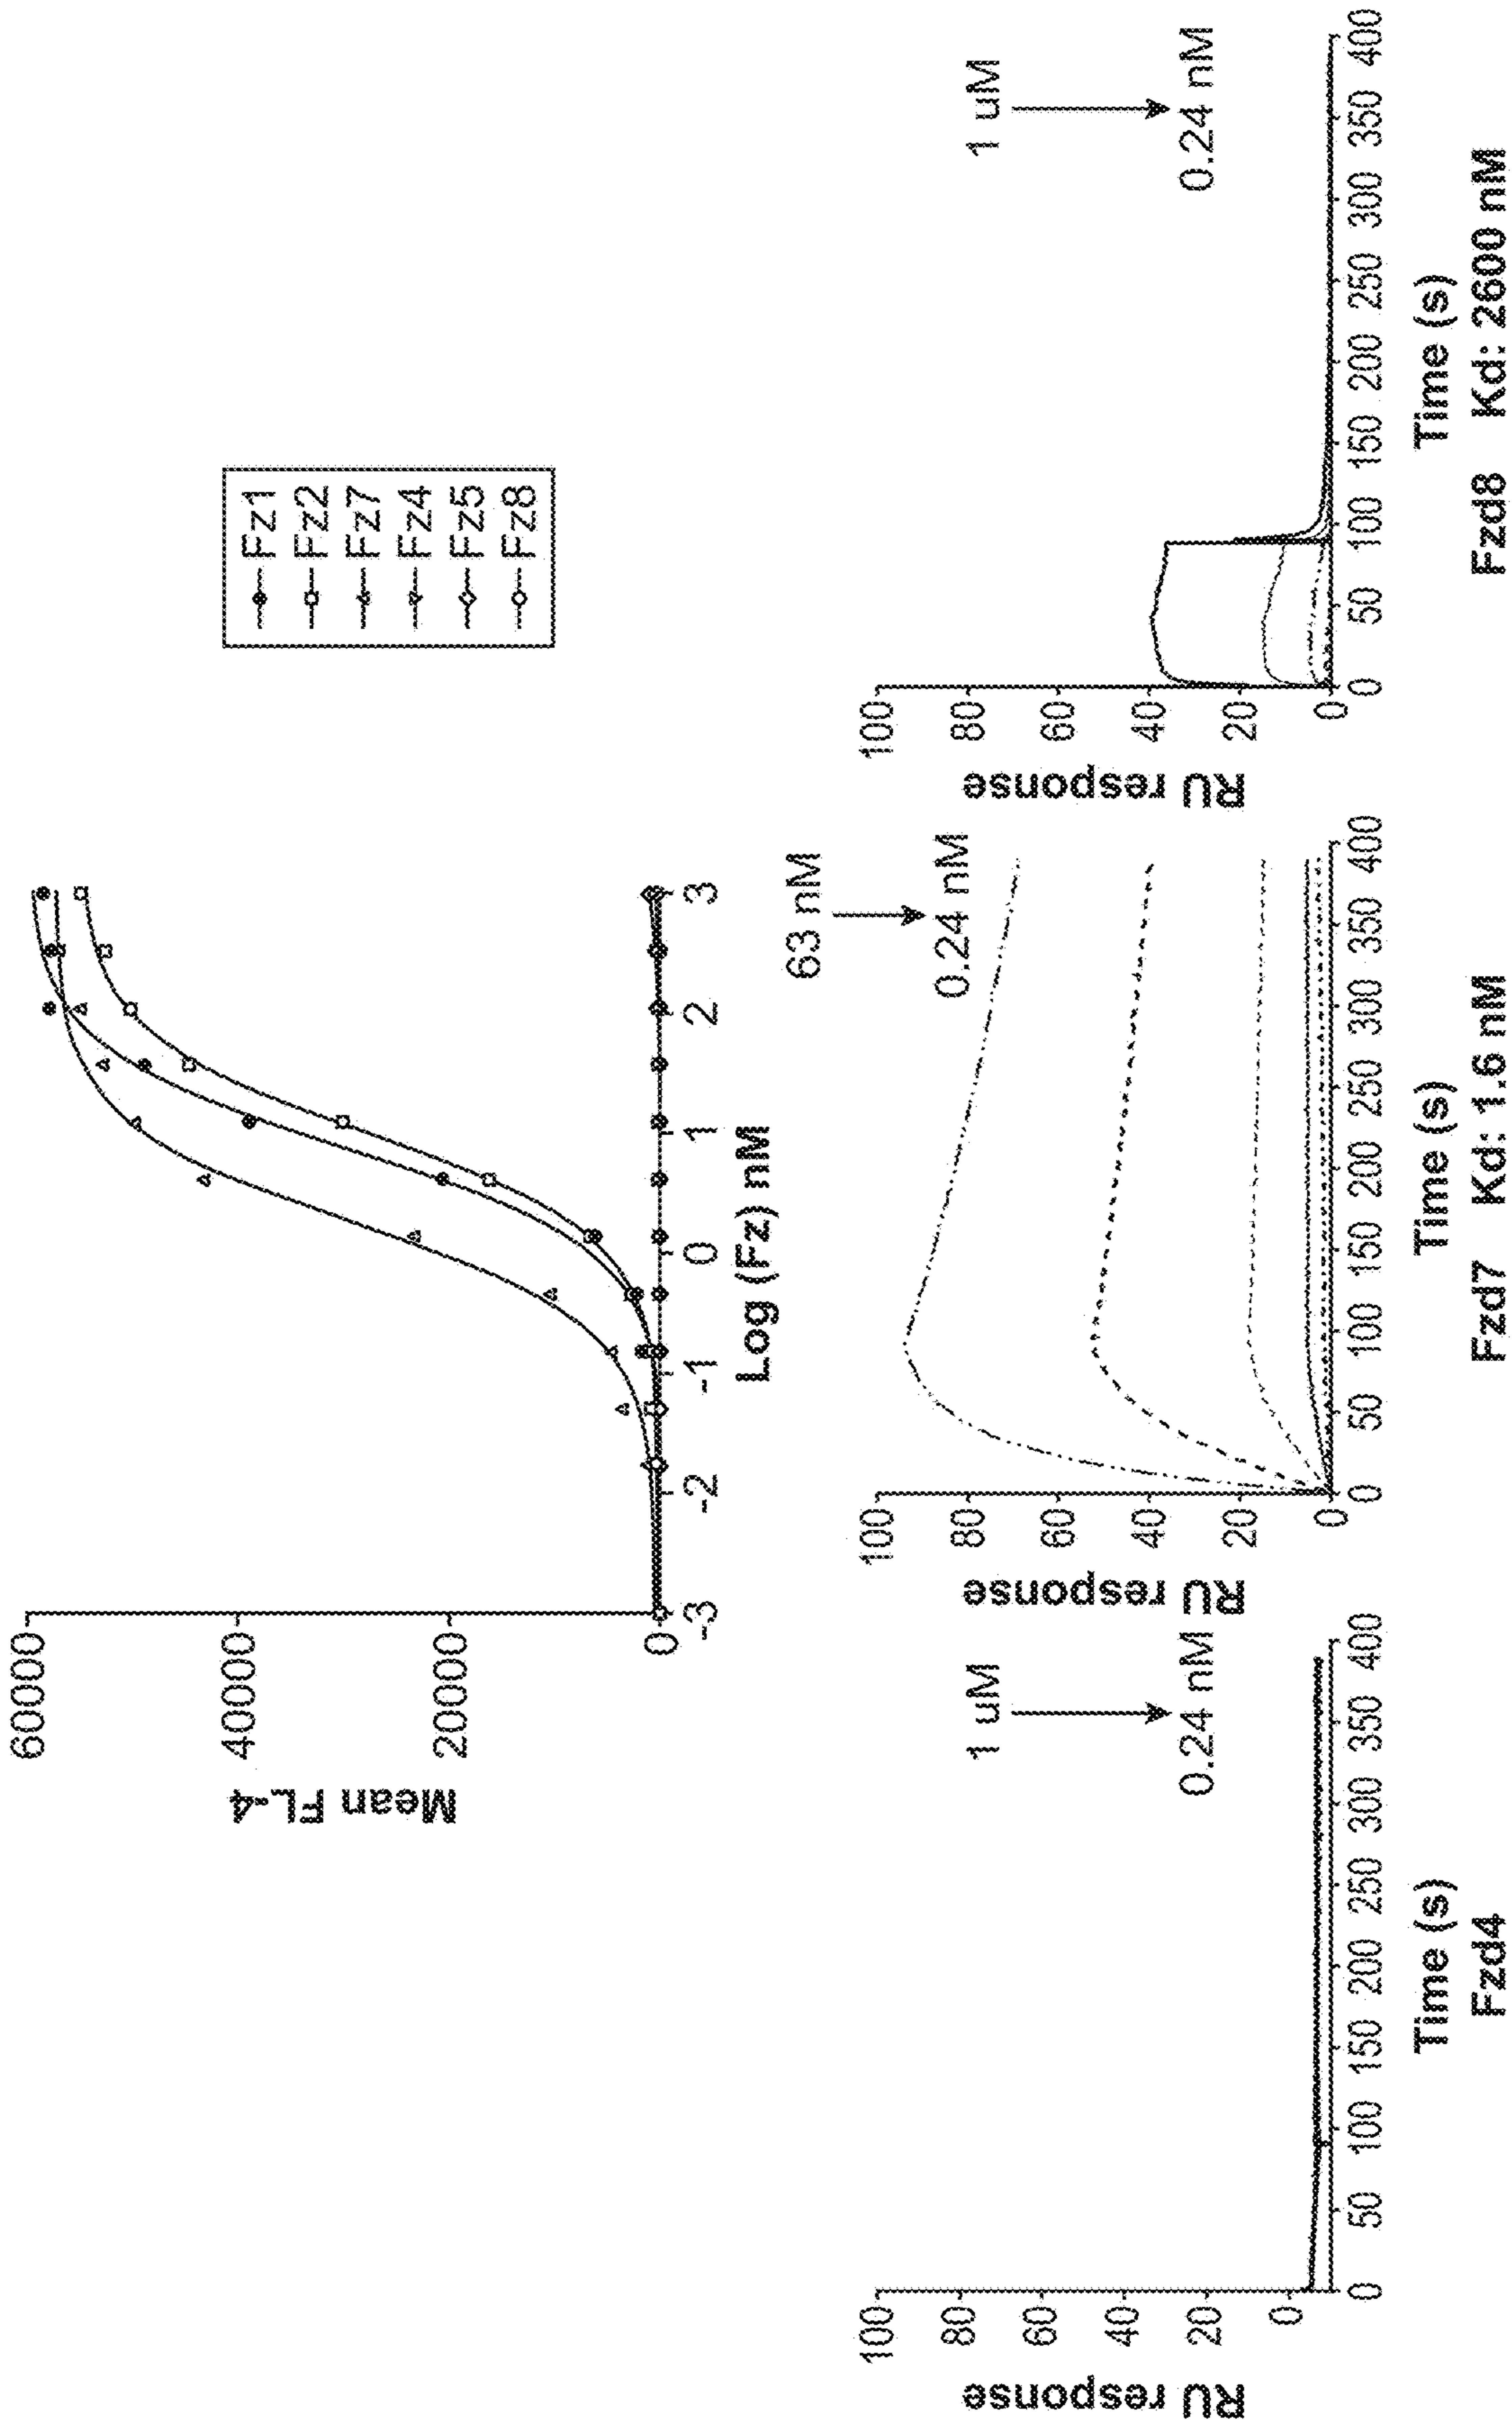 60000
40000
20000
0
Mean FL-4
-3 -2 -1 0 1 2 3
Log (Fz) nM
Fz1
Fz2
Fz7
Fz4
Fz5
Fz8
100
80
60
40
20
0
RU response
1 uM
0.24 nM
0 50 100 150 200 250 300 350 400
Time (s)
Fzd4
100
80
60
40
20
0
RU response
63 nM
0.24 nM
0 50 100 150 200 250 300 350 400
Time (s)
Fzd7 Kd: 1.6 nM
100
80
60
40
20
0
RU response
1 uM
0.24 nM
0 50 100 150 200 250 300 350 400
Time (s)
Fzd8 Kd: 2600 nM